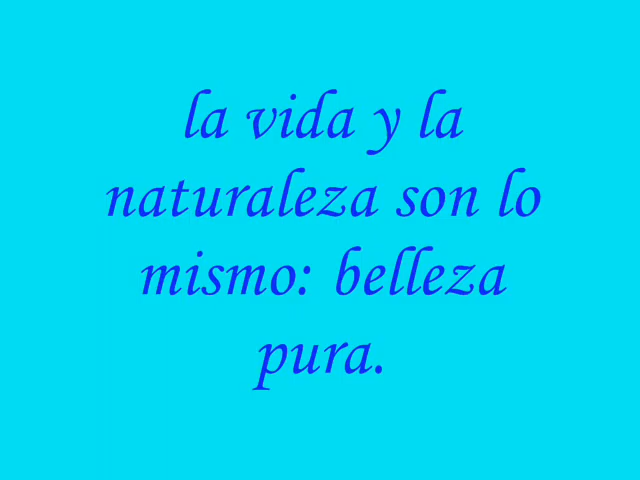 la vida y la
naturaleza son lo
mismo: belleza
pura.